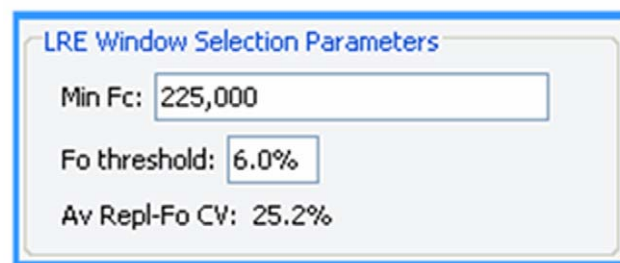 LRE Window Selection Parameters
Min Fc: 225,000
Fo threshold: 6.0%
Av Repl-Fo CV: 25.2%